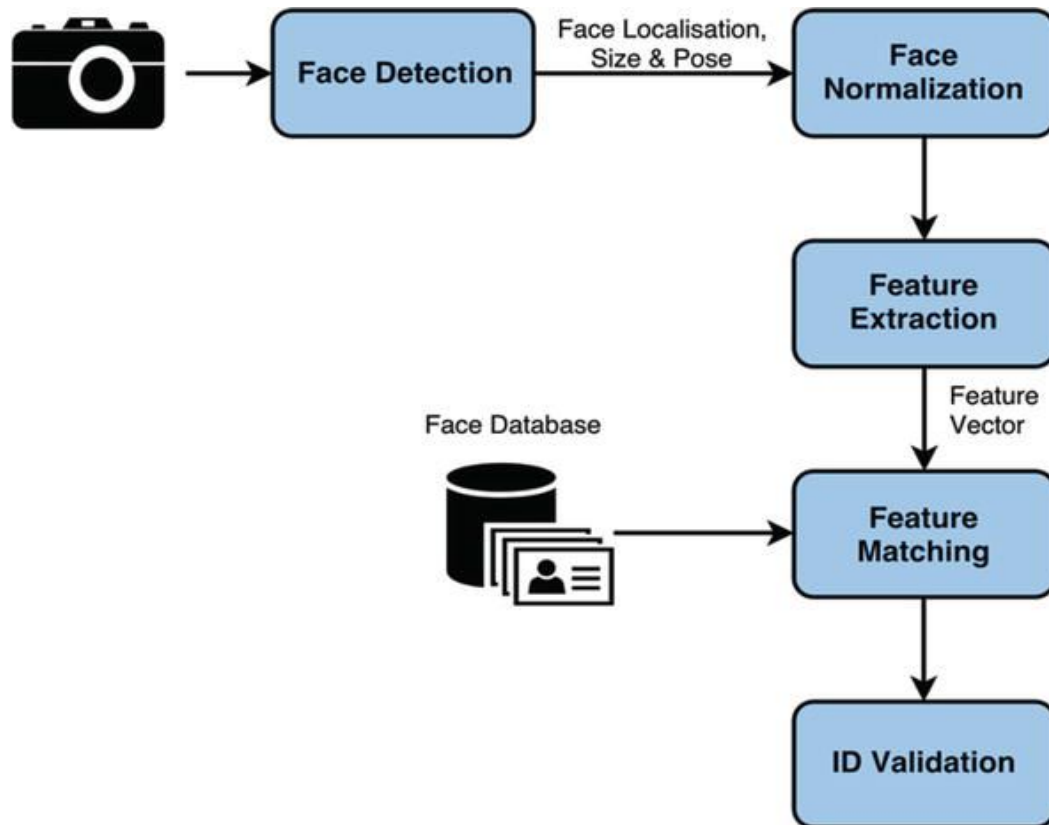 Face Detection
Face Localisation,
Size & Pose
Face
Normalization
Feature
Extraction
Feature
Vector
Face Database
Feature
Matching
ID Validation